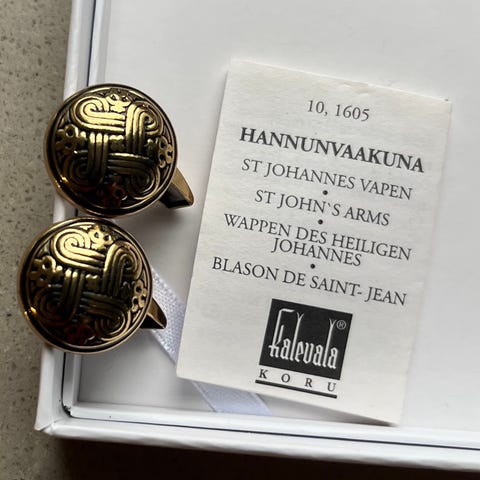 10, 1605
HANNUNVAAKUNA
ST JOHANNES VAPEN
•
ST JOHN`S ARMS
•
WAPPEN DES HEILIGEN
JOHANNES
•
BLASON DE SAINT- JEAN
Kalevala ®
KORU